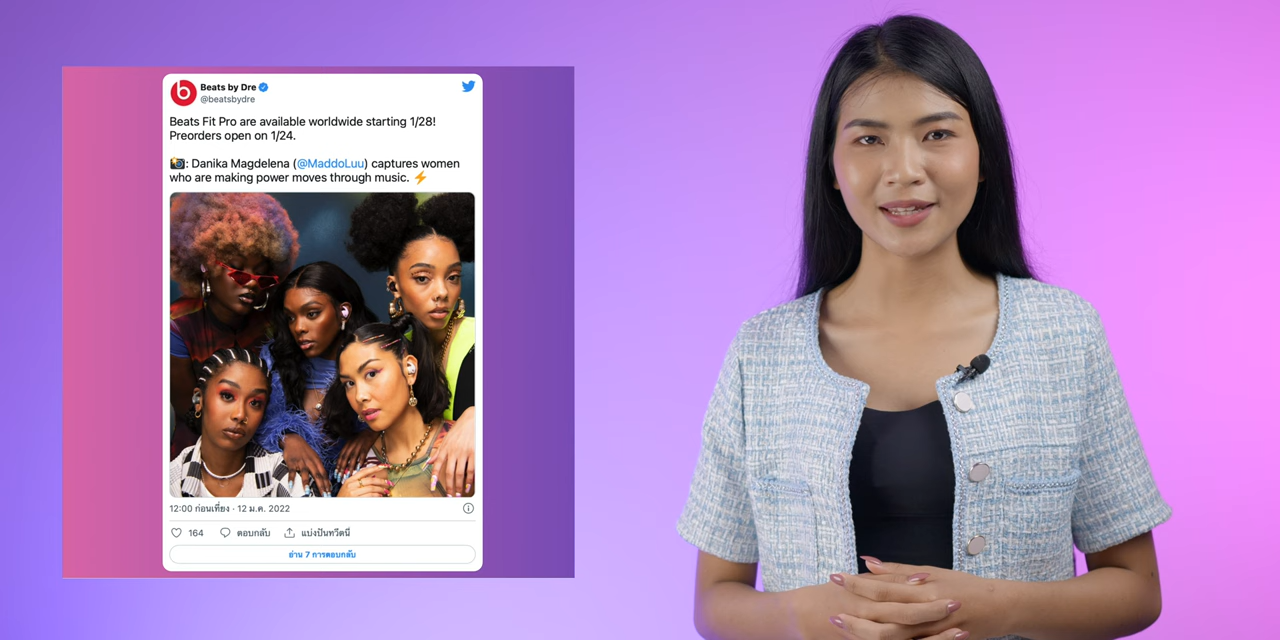 Beats by Dre
@beatsbydre
Beats Fit Pro are available worldwide starting 1/28!
Preorders open on 1/24.
📸: Danika Magdelena (@MaddoLuu) captures women
who are making power moves through music. ⚡
12:00 ก่อนเที่ยง · 12 ม.ค. 2022
164 ตอบกลับ แบ่งปันทวีตนี้
อ่าน 7 การตอบกลับ